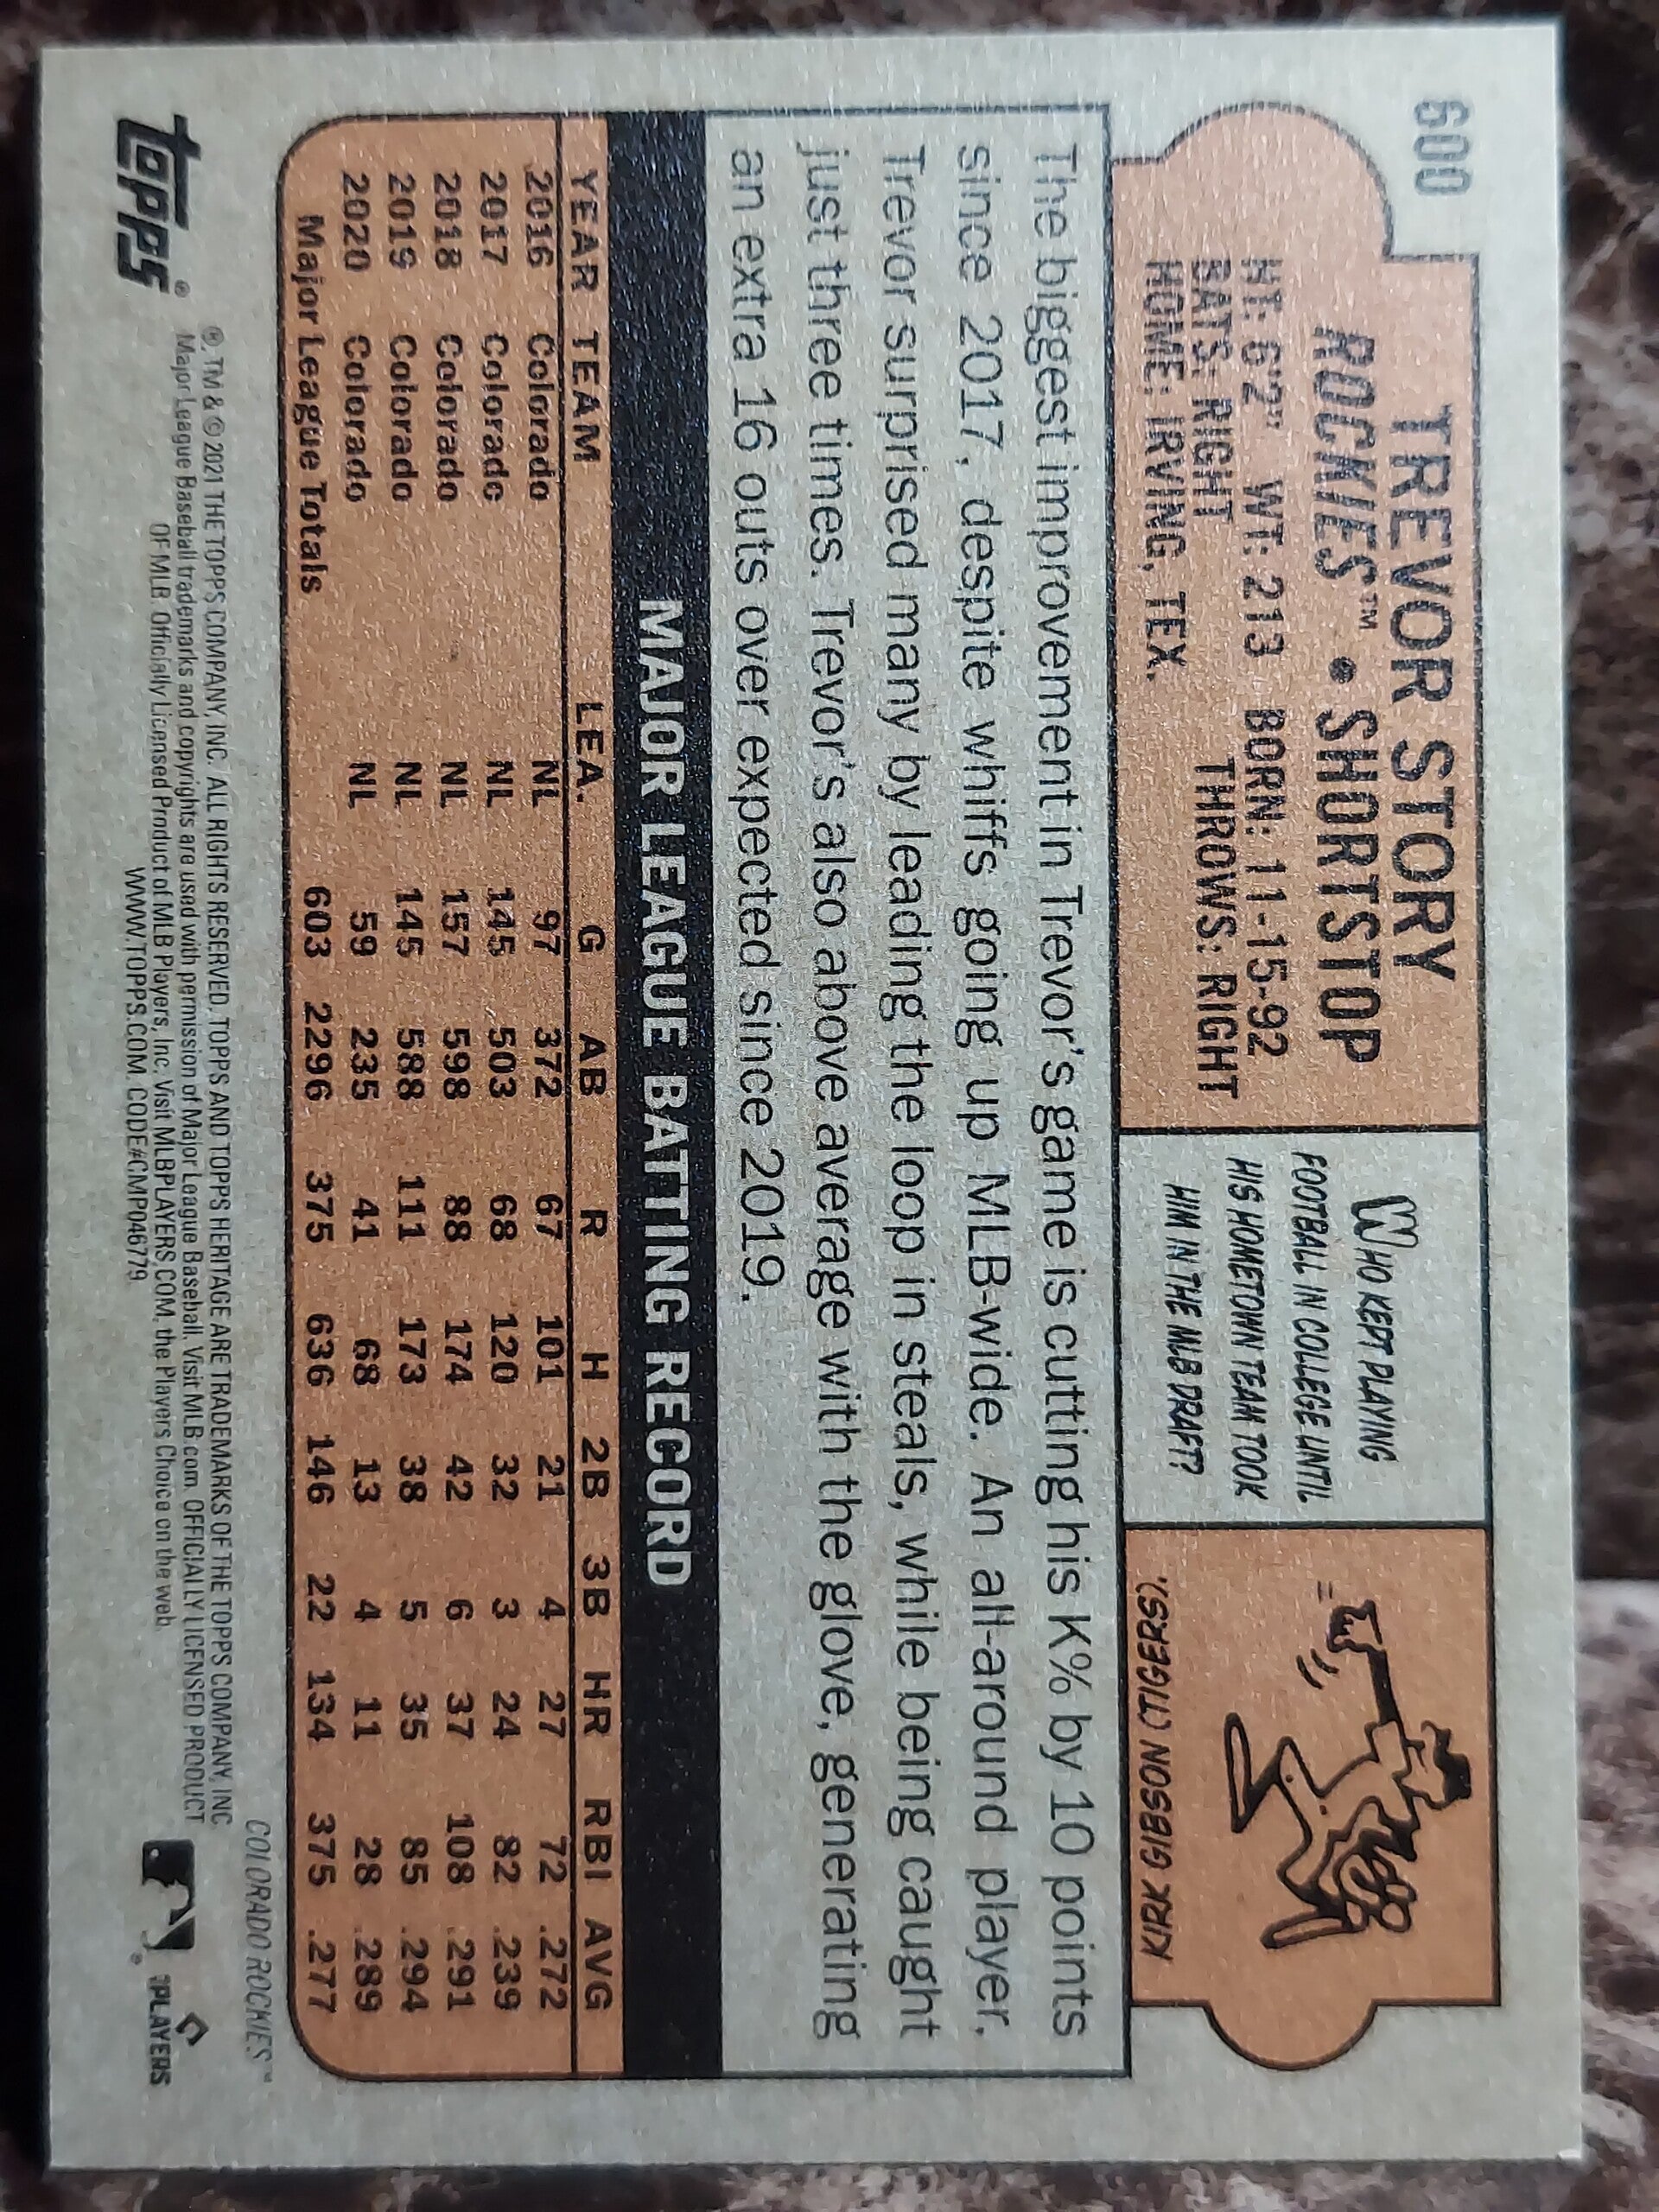 600
TREVOR STORY
ROCKIES™ • SHORTSTOP
HT: 6'2" WT: 213 BORN: 11-15-92
BATS: RIGHT THROWS: RIGHT
HOME: IRVING, TEX.
WHO KEPT PLAYING
FOOTBALL IN COLLEGE UNTIL
HIS HOMETOWN TEAM TOOK
HIM IN THE MLB DRAFT?
KIRK GIBSON (TIGERS).
The biggest improvement in Trevor's game is cutting his K% by 10 points
since 2017, despite whiffs going up MLB-wide. An all-around player,
Trevor surprised many by leading the loop in steals, while being caught
just three times. Trevor's also above average with the glove, generating
an extra 16 outs over expected since 2019.
MAJOR LEAGUE BATTING RECORD
YEAR TEAM LEA. G AB R H 2B 3B HR RBI AVG
2016 Colorado NL 97 372 67 101 21 4 27 72 .272
2017 Colorado NL 145 503 68 120 32 3 24 82 .239
2018 Colorado NL 157 598 88 174 42 6 37 108 .291
2019 Colorado NL 145 588 111 173 38 5 35 85 .294
2020 Colorado NL 59 235 41 68 13 4 11 28 .289
Major League Totals 603 2296 375 636 146 22 134 375 .277
COLORADO ROCKIES™
topps®
®, TM & © 2021 THE TOPPS COMPANY, INC. ALL RIGHTS RESERVED. TOPPS AND TOPPS HERITAGE ARE TRADEMARKS OF THE TOPPS COMPANY, INC.
Major League Baseball trademarks and copyrights are used with permission of Major League Baseball. Visit MLB.com. OFFICIALLY LICENSED PRODUCT
OF MLB. Officially Licensed Product of MLB Players, Inc. Visit MLBPLAYERS.COM, the Players Choice on the web.
WWW.TOPPS.COM. CODE#CMP046779
® PLAYERS